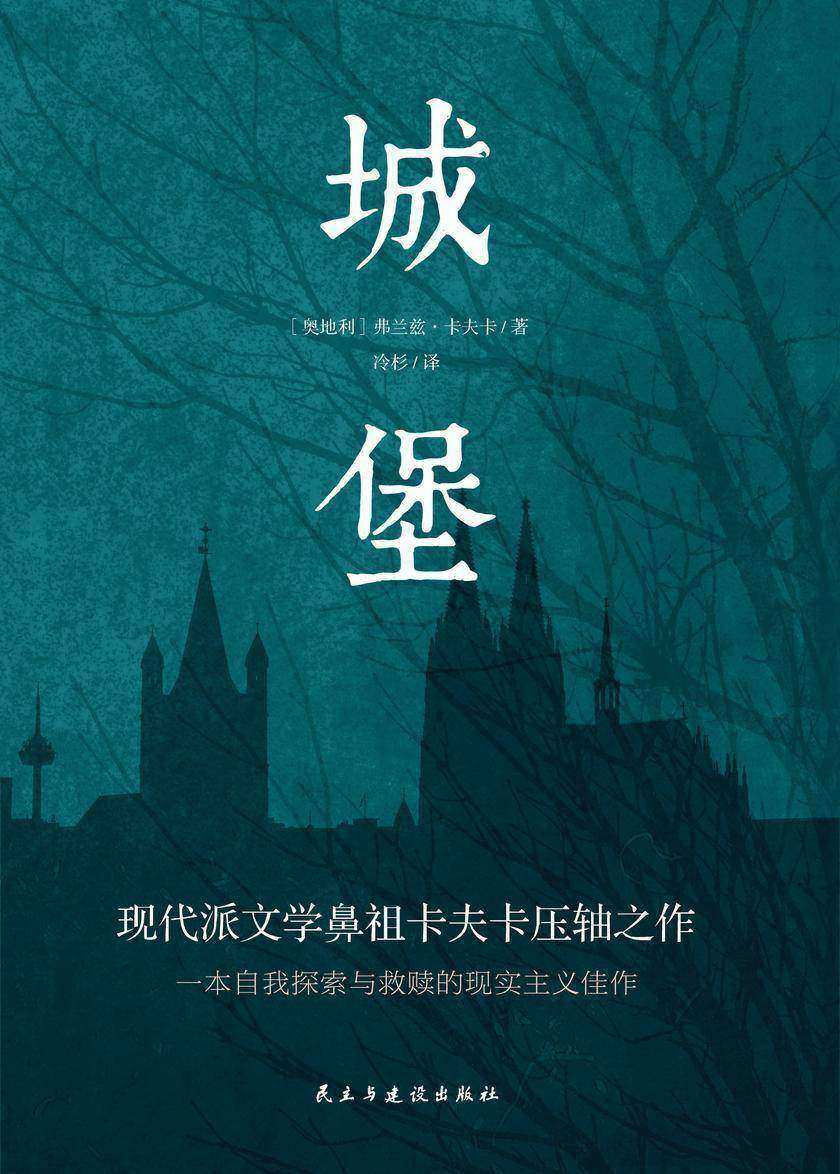 城
［奥地利］弗兰兹·卡夫卡/著
冷杉/译
堡
现代派文学鼻祖卡夫卡压轴之作
一本自我探索与救赎的现实主义佳作
民主与建设出版社